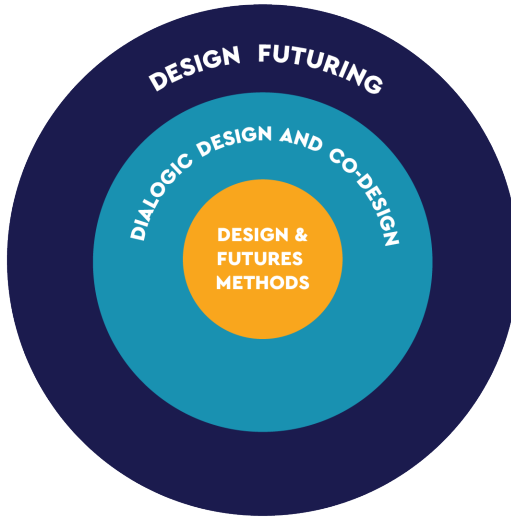 DESIGN FUTURING
DIALOGIC DESIGN AND CO-DESIGN
DESIGN &
FUTURES
METHODS